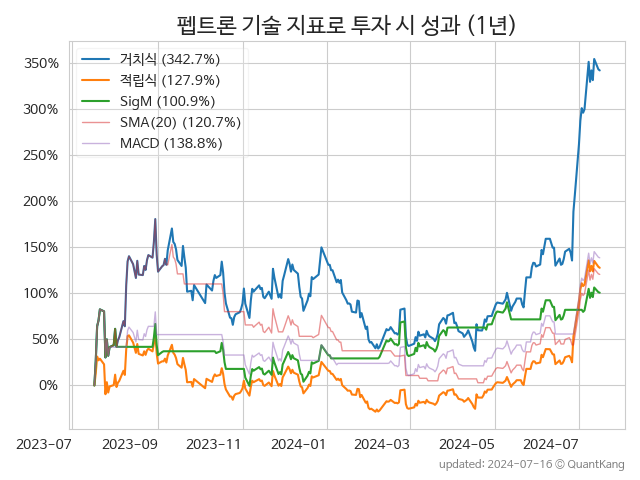 펩트론 기술 지표로 투자 시 성과 (1년)
거치식 (342.7%)
적립식 (127.9%)
SigM (100.9%)
SMA(20) (120.7%)
MACD (138.8%)
350%
300%
250%
200%
150%
100%
50%
0%
2023-07 2023-09 2023-11 2024-01 2024-03 2024-05 2024-07
updated: 2024-07-16 © QuantKang